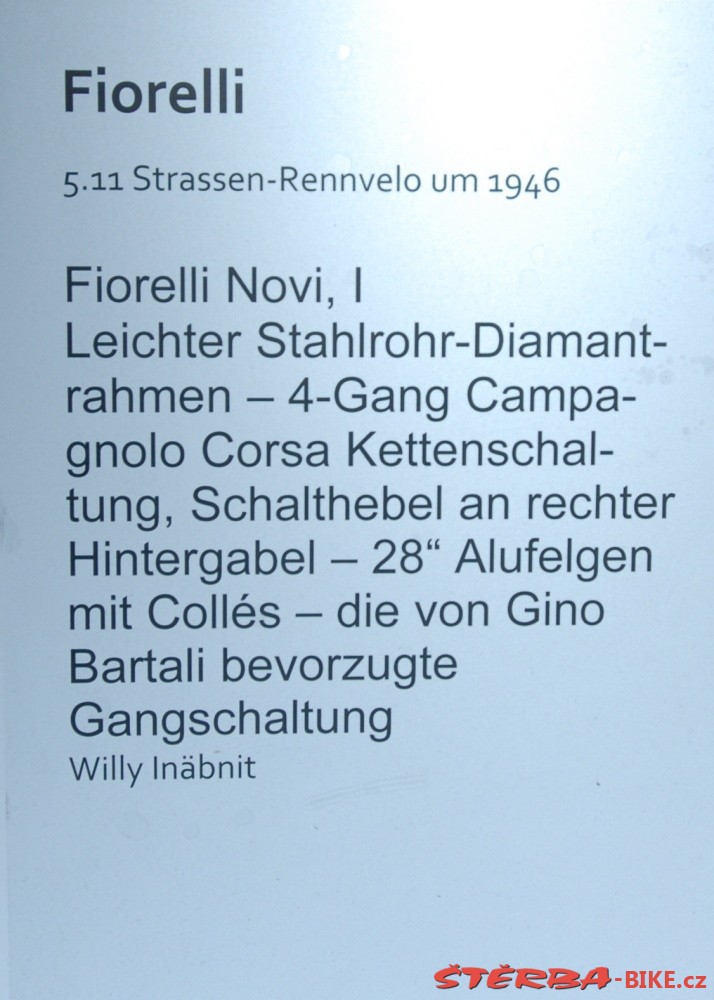 Fiorelli
5.11 Strassen-Rennvelo um 1946
Fiorelli Novi, I
Leichter Stahlrohr-Diamant-
rahmen – 4-Gang Campa-
gnolo Corsa Kettenschal-
tung, Schalthebel an rechter
Hintergabel – 28“ Alufelgen
mit Collés – die von Gino
Bartali bevorzugte
Gangschaltung
Willy Inäbnit
ŠTĚRBA-BIKE.cz